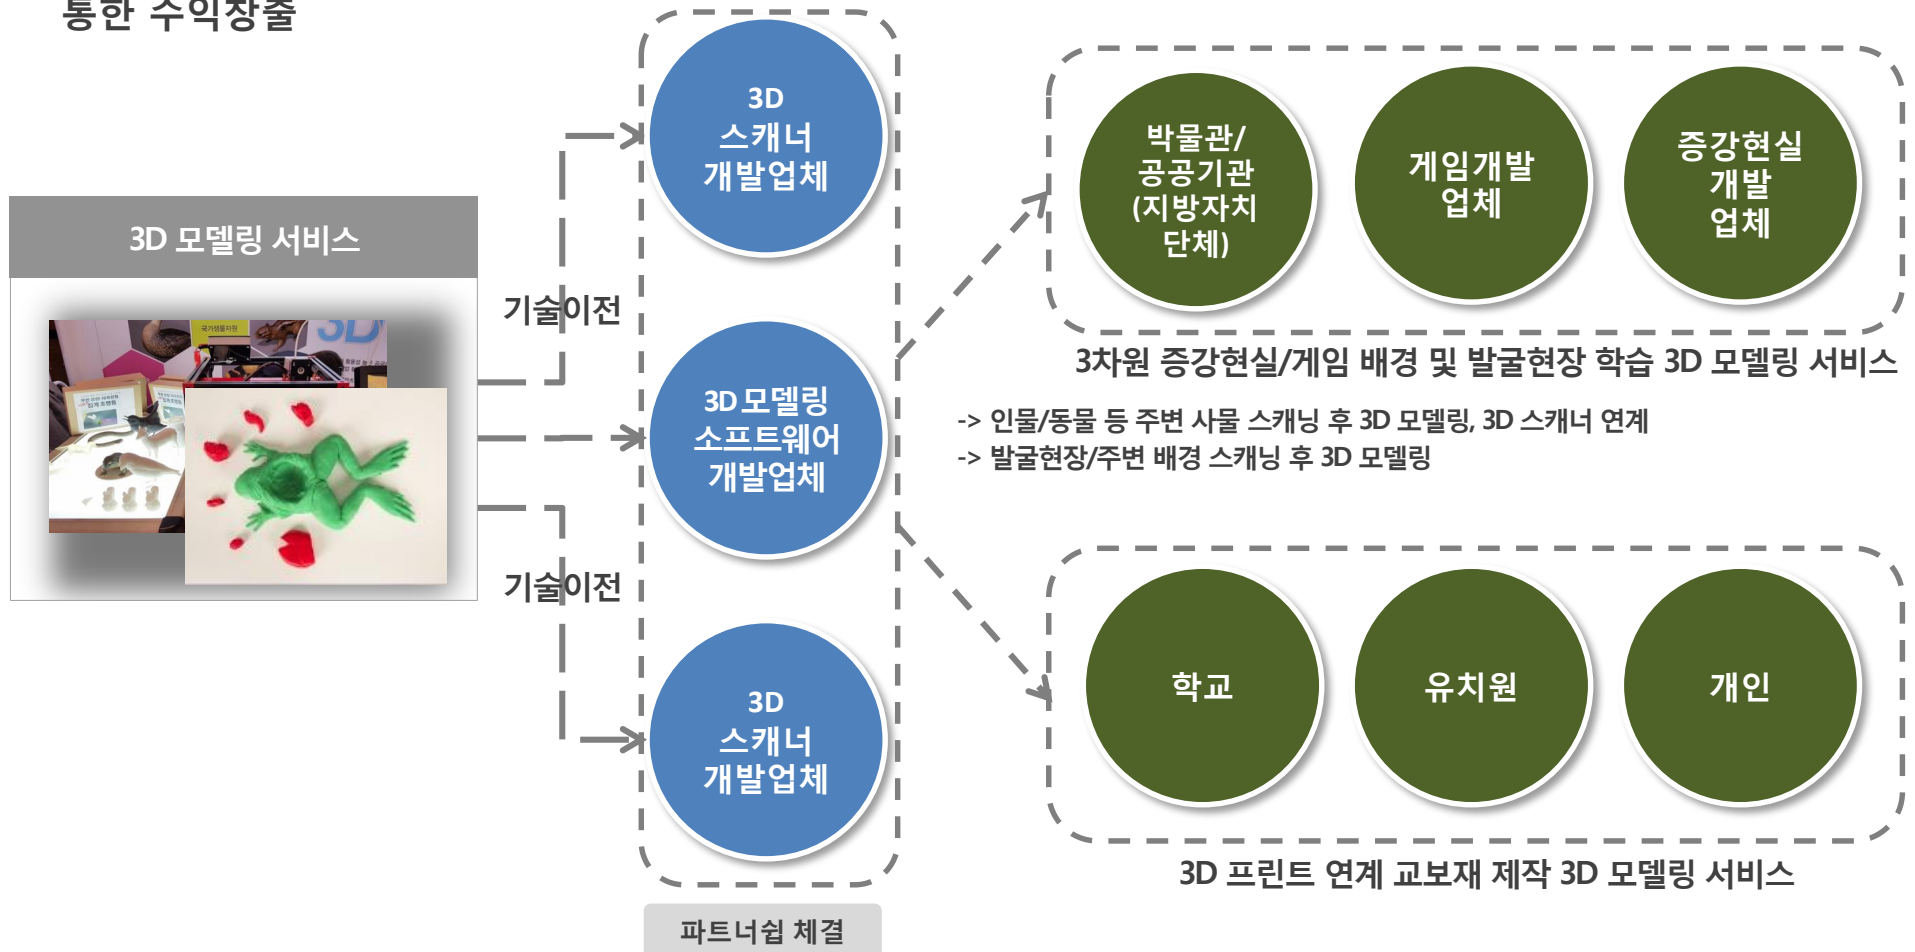 통한 수익창출
3D 모델링 서비스
국가생물자원
3D
기술이전
기술이전
3D
스캐너
개발업체
3D 모델링
소프트웨어
개발업체
3D
스캐너
개발업체
파트너쉽 체결
박물관/
공공기관
(지방자치
단체)
게임개발
업체
증강현실
개발
업체
3차원 증강현실/게임 배경 및 발굴현장 학습 3D 모델링 서비스
-> 인물/동물 등 주변 사물 스캐닝 후 3D 모델링, 3D 스캐너 연계
-> 발굴현장/주변 배경 스캐닝 후 3D 모델링
학교
유치원
개인
3D 프린트 연계 교보재 제작 3D 모델링 서비스